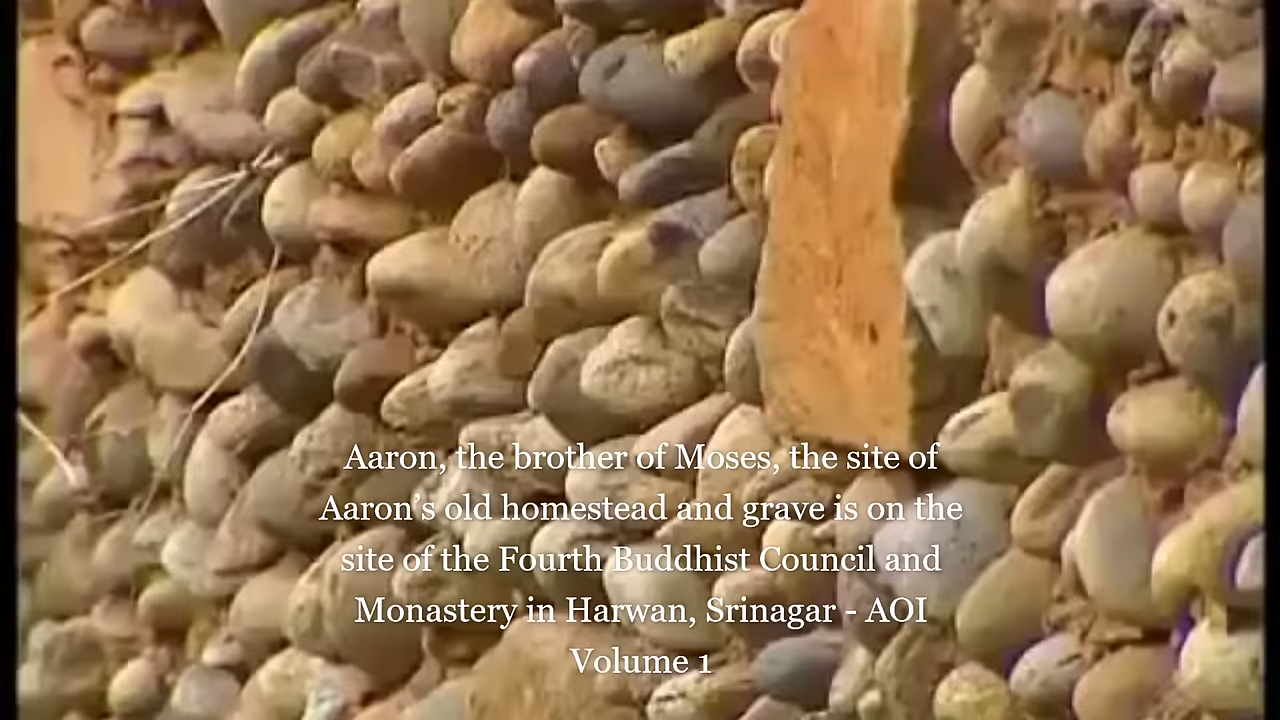 Aaron, the brother of Moses, the site of
Aaron’s old homestead and grave is on the
site of the Fourth Buddhist Council and
Monastery in Harwan, Srinagar - AOI
Volume 1